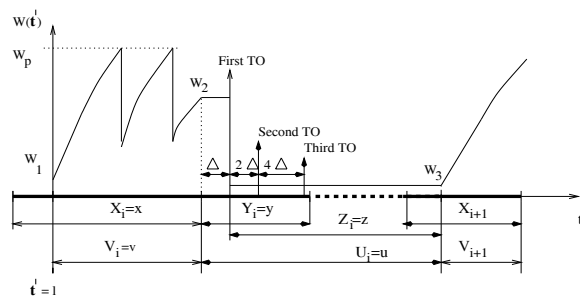 W(t')
W_p
First TO
W_2
Second TO
Δ 2 Δ 4 Δ
Third TO
W_1
W_3
X_i=x Y_i=y X_{i+1}
Z_i=z t'
V_i=v U_i=u V_{i+1}
t'=1